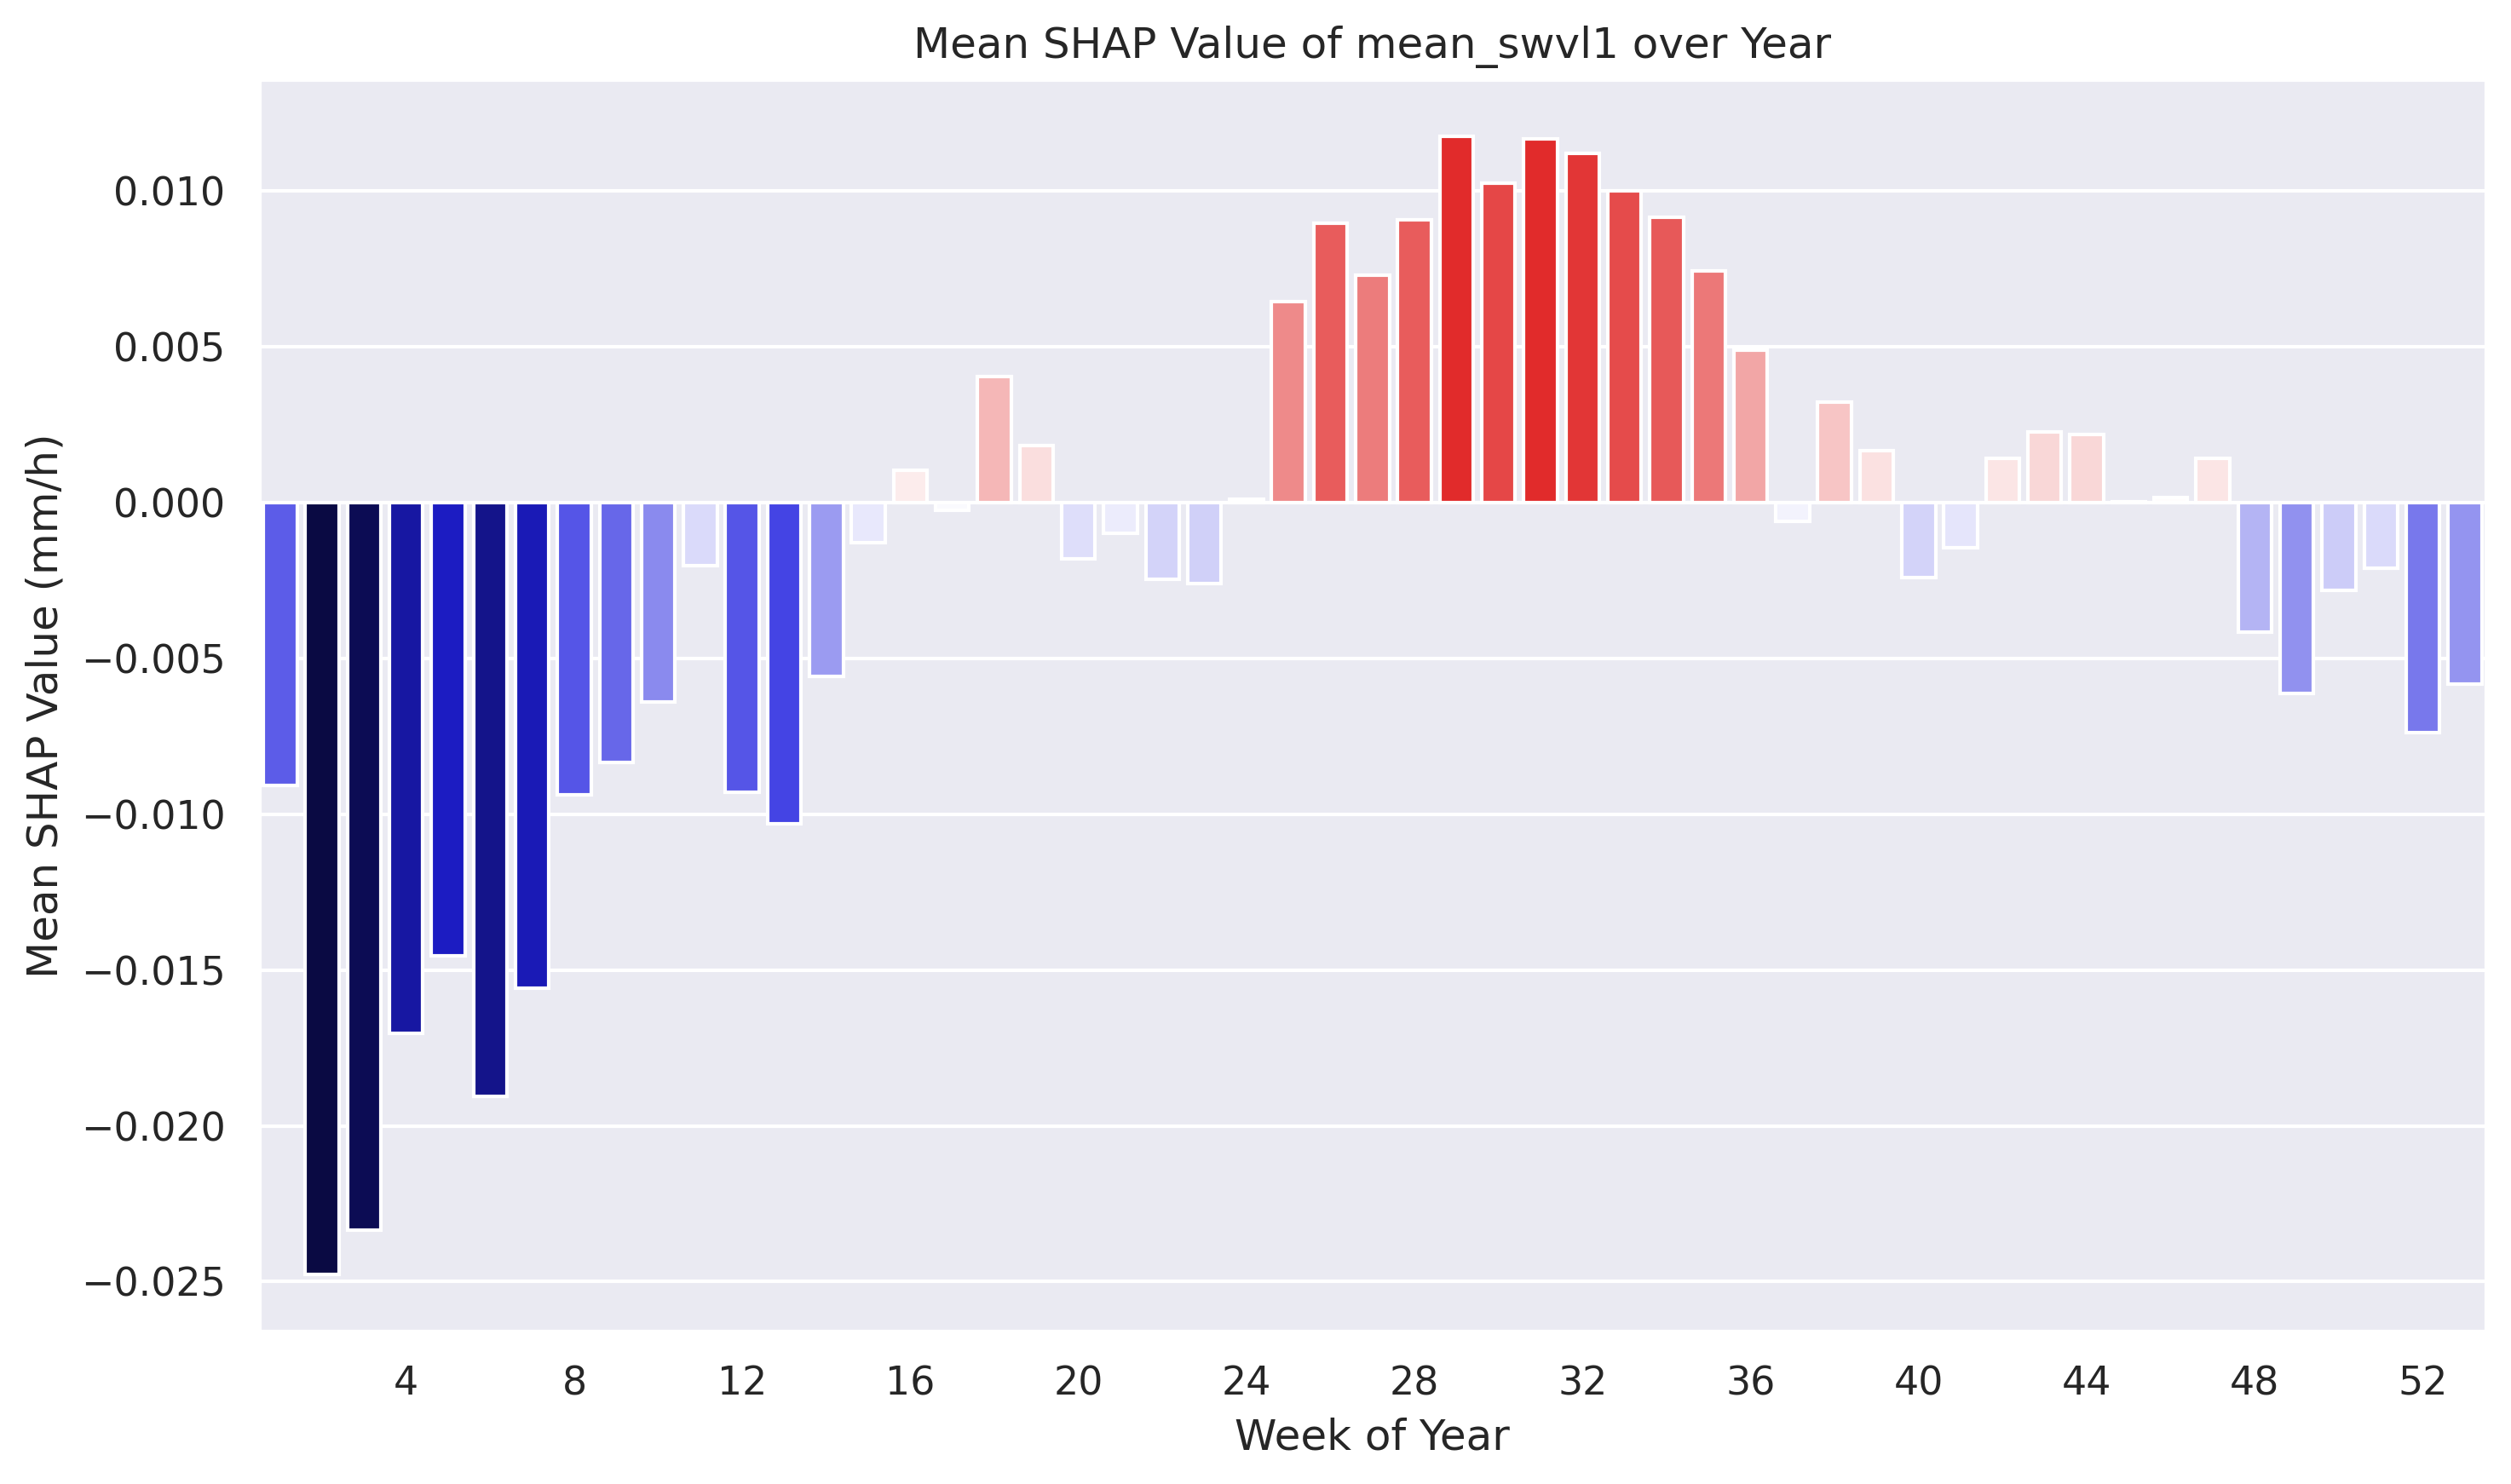 Mean SHAP Value of mean_swvl1 over Year
Mean SHAP Value (mm/h)
0.010
0.005
0.000
−0.005
−0.010
−0.015
−0.020
−0.025
4 8 12 16 20 24 28 32 36 40 44 48 52
Week of Year